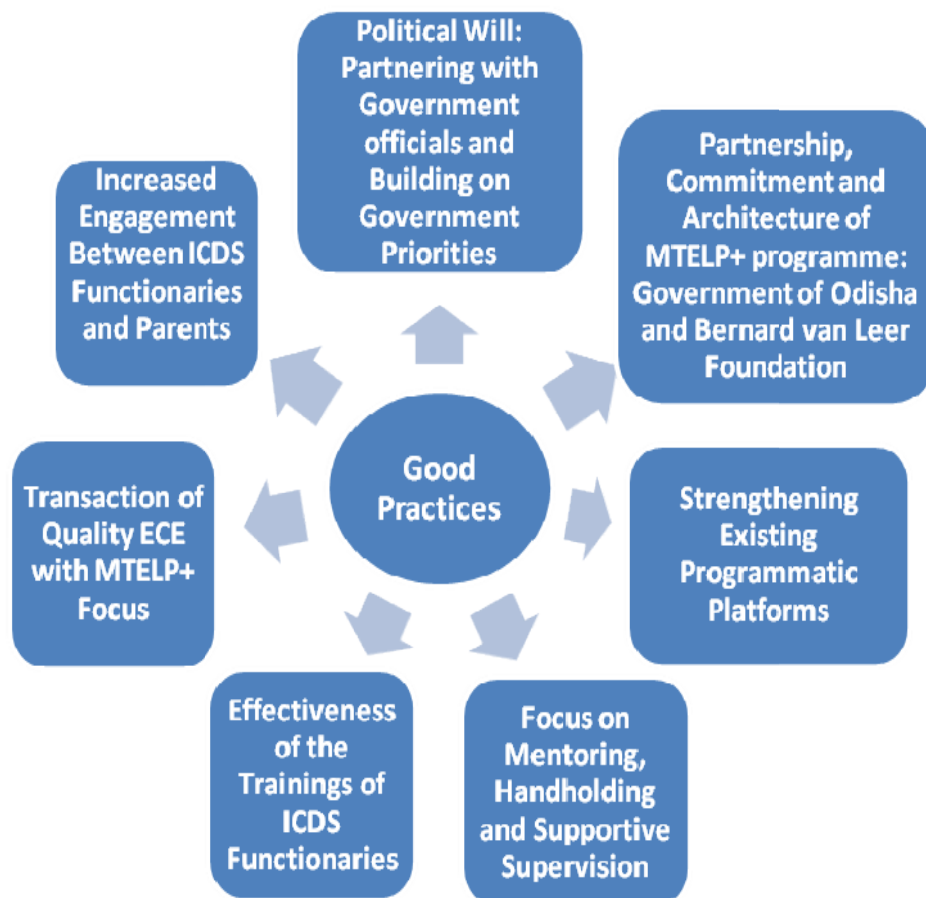 Political Will:
Partnering with
Government
officials and
Building on
Government
Priorities
Partnership,
Commitment and
Architecture of
MTELP+ programme:
Government of Odisha
and Bernard van Leer
Foundation
Strengthening
Existing
Programmatic
Platforms
Focus on
Mentoring,
Handholding
and Supportive
Supervision
Effectiveness
of the
Trainings of
ICDS
Functionaries
Transaction of
Quality ECE
with MTELP+
Focus
Increased
Engagement
Between ICDS
Functionaries
and Parents
Good
Practices